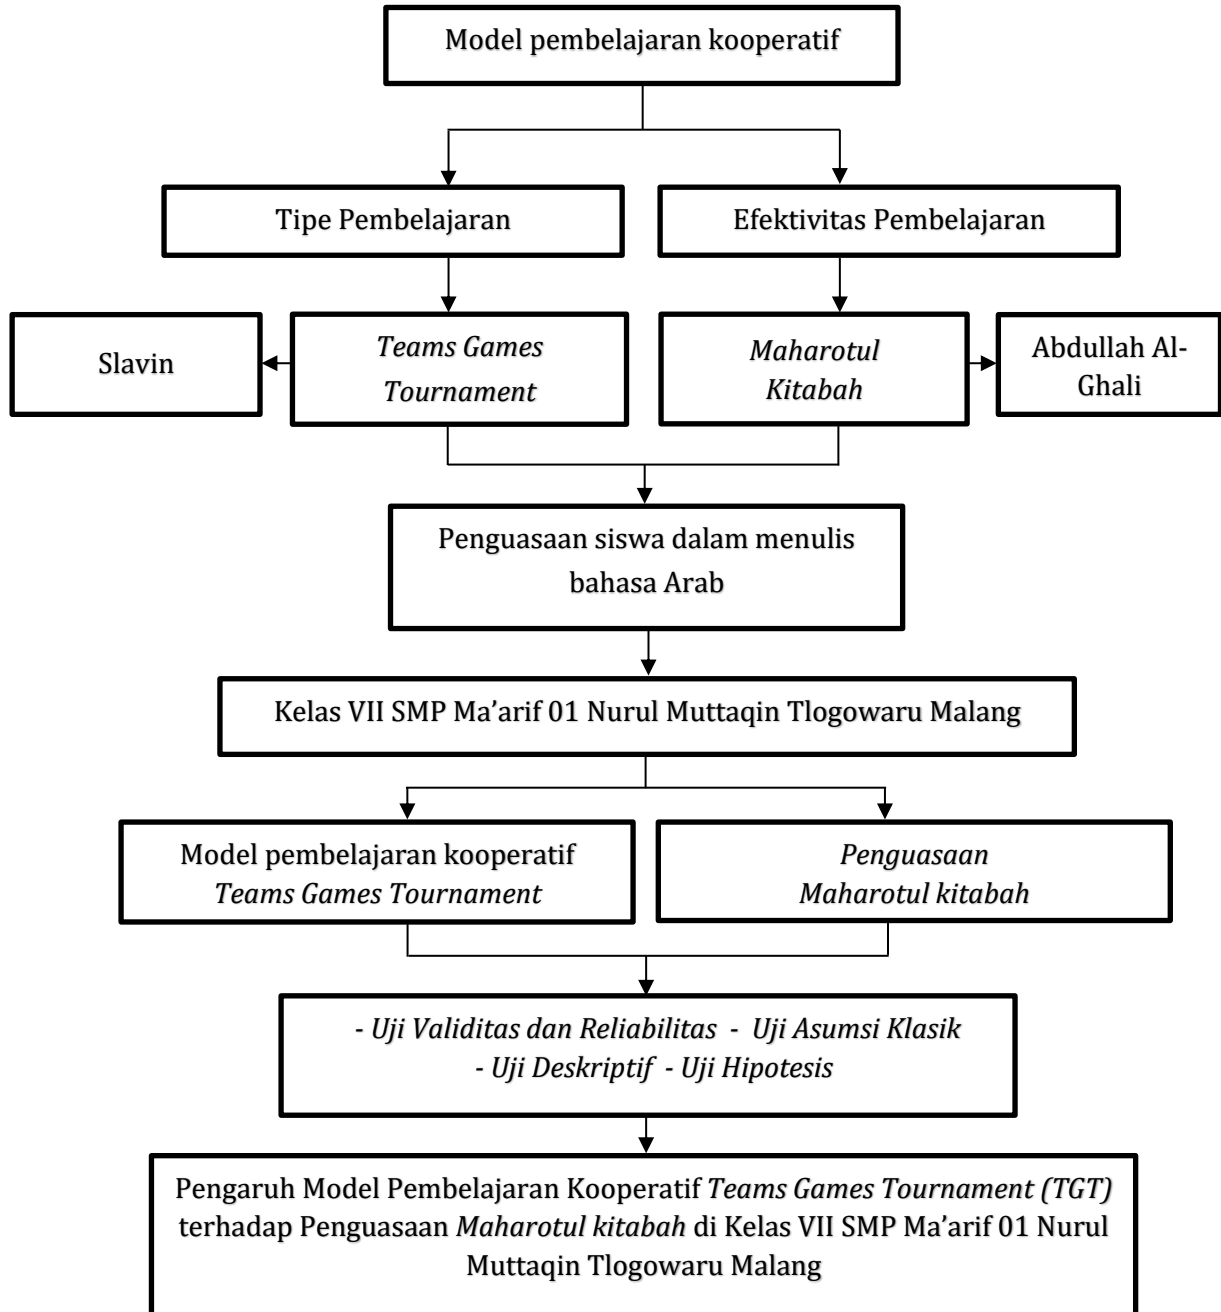 Model pembelajaran kooperatif
Tipe Pembelajaran
Efektivitas Pembelajaran
Slavin
Teams Games
Tournament
Maharotul
Kitabah
Abdullah Al-
Ghali
Penguasaan siswa dalam menulis
bahasa Arab
Kelas VII SMP Ma’arif 01 Nurul Muttaqin Tlogowaru Malang
Model pembelajaran kooperatif
Teams Games Tournament
Penguasaan
Maharotul kitabah
- Uji Validitas dan Reliabilitas - Uji Asumsi Klasik
- Uji Deskriptif - Uji Hipotesis
Pengaruh Model Pembelajaran Kooperatif Teams Games Tournament (TGT)
terhadap Penguasaan Maharotul kitabah di Kelas VII SMP Ma’arif 01 Nurul
Muttaqin Tlogowaru Malang